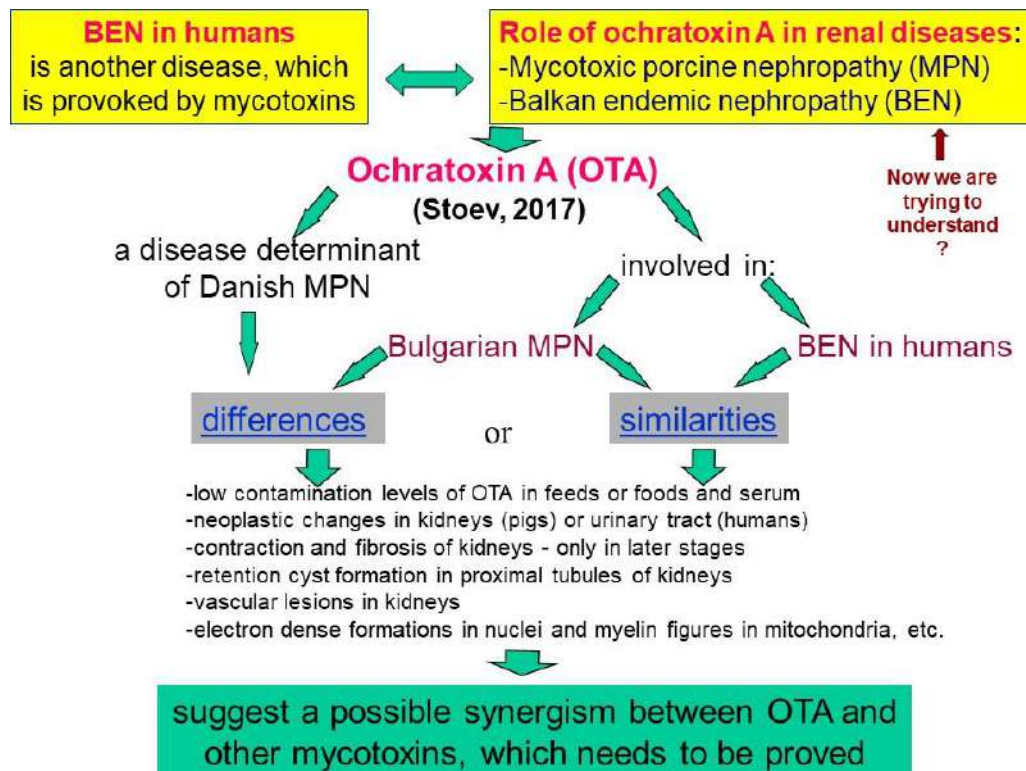 BEN in humans
is another disease, which
is provoked by mycotoxins
Role of ochratoxin A in renal diseases:
-Mycotoxic porcine nephropathy (MPN)
-Balkan endemic nephropathy (BEN)
Now we are
trying to
understand
?
Ochratoxin A (OTA)
(Stoev, 2017)
a disease determinant
of Danish MPN
involved in:
Bulgarian MPN
BEN in humans
differences
or
similarities
-low contamination levels of OTA in feeds or foods and serum
-neoplastic changes in kidneys (pigs) or urinary tract (humans)
-contraction and fibrosis of kidneys - only in later stages
-retention cyst formation in proximal tubules of kidneys
-vascular lesions in kidneys
-electron dense formations in nuclei and myelin figures in mitochondria, etc.
suggest a possible synergism between OTA and
other mycotoxins, which needs to be proved